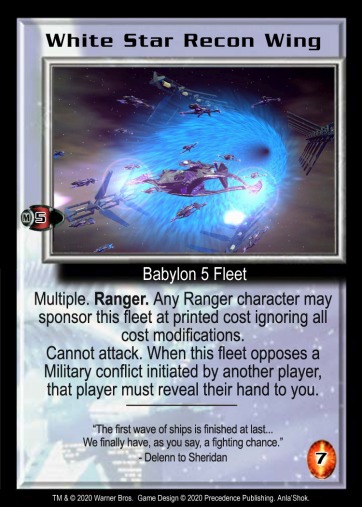 White Star Recon Wing
M 5
Babylon 5 Fleet
Multiple. Ranger. Any Ranger character may
sponsor this fleet at printed cost ignoring all
cost modifications.
Cannot attack. When this fleet opposes a
Military conflict initiated by another player,
that player must reveal their hand to you.
"The first wave of ships is finished at last...
We finally have, as you say, a fighting chance."
- Delenn to Sheridan
7
TM & © 2020 Warner Bros. Game Design © 2020 Precedence Publishing. Anla'Shok.